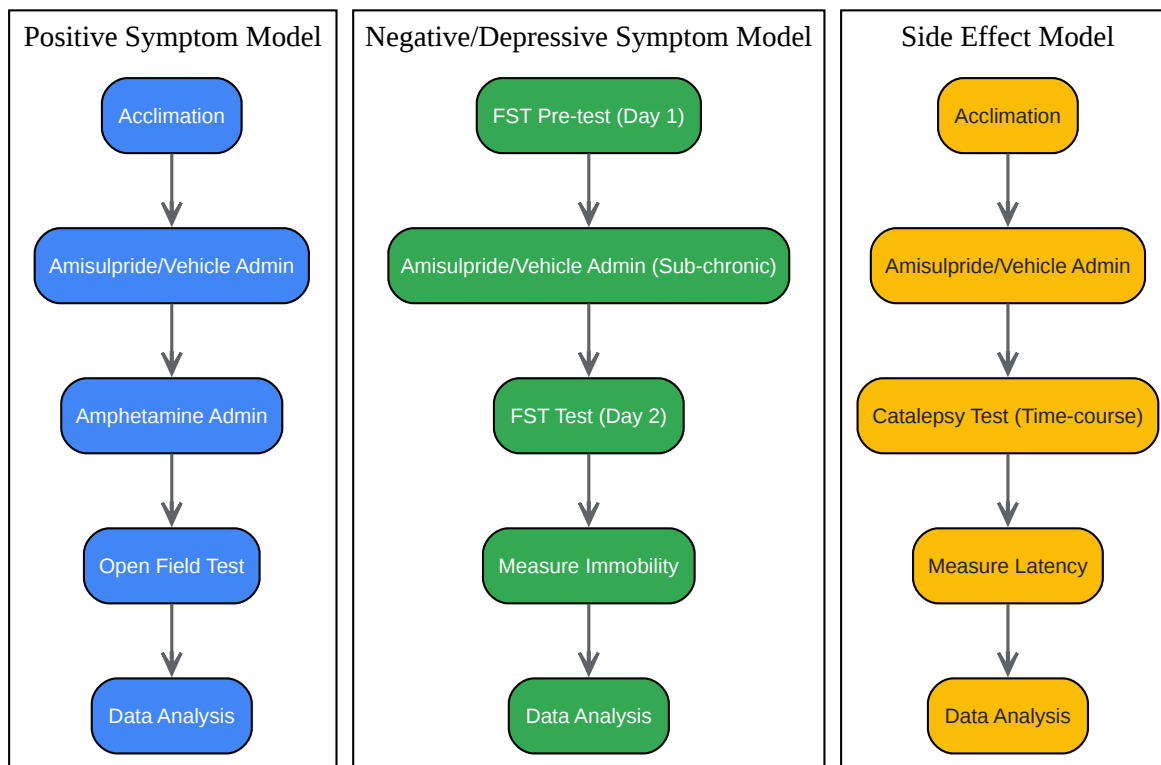 Positive Symptom Model
Acclimation
Amisulpride/Vehicle Admin
Amphetamine Admin
Open Field Test
Data Analysis
Negative/Depressive Symptom Model
FST Pre-test (Day 1)
Amisulpride/Vehicle Admin (Sub-chronic)
FST Test (Day 2)
Measure Immobility
Data Analysis
Side Effect Model
Acclimation
Amisulpride/Vehicle Admin
Catalepsy Test (Time-course)
Measure Latency
Data Analysis